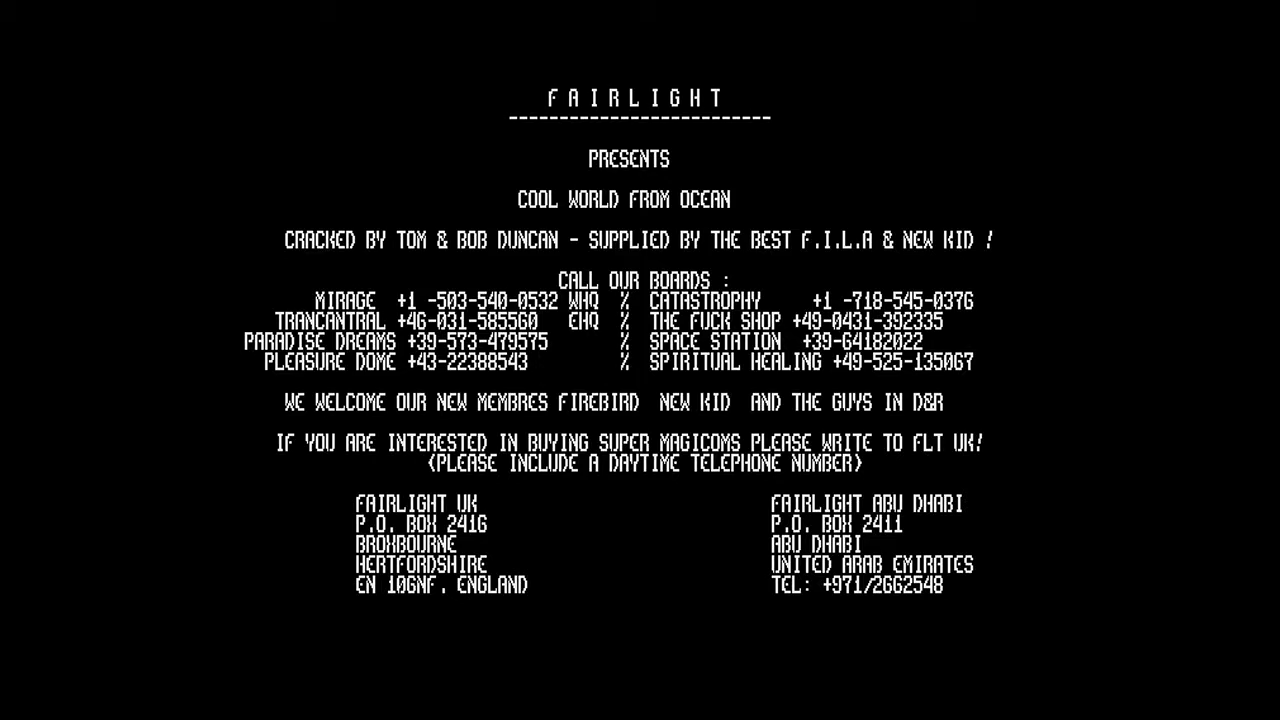 F A I R L I G H T
--------------------------
PRESENTS
COOL WORLD FROM OCEAN
CRACKED BY TOM & BOB DUNCAN - SUPPLIED BY THE BEST F.I.L.A & NEW KID !
CALL OUR BOARDS :
MIRAGE +1 -503-540-0532 WHQ % CATASTROPHY +1 -718-545-0376
TRANCANTRAL +46-031-585560 EHQ % THE FUCK SHOP +49-0431-392335
PARADISE DREAMS +39-573-479575 % SPACE STATION +39-64182022
PLEASURE DOME +43-22388543 % SPIRITUAL HEALING +49-525-135067
WE WELCOME OUR NEW MEMBRES FIREBIRD NEW KID AND THE GUYS IN D&R
IF YOU ARE INTERESTED IN BUYING SUPER MAGICOMS PLEASE WRITE TO FLT UK!
(PLEASE INCLUDE A DAYTIME TELEPHONE NUMBER)
FAIRLIGHT UK FAIRLIGHT ABU DHABI
P.O. BOX 2416 P.O. BOX 2411
BROXBOURNE ABU DHABI
HERTFORDSHIRE UNITED ARAB EMIRATES
EN 106NF, ENGLAND TEL: +971/2662548